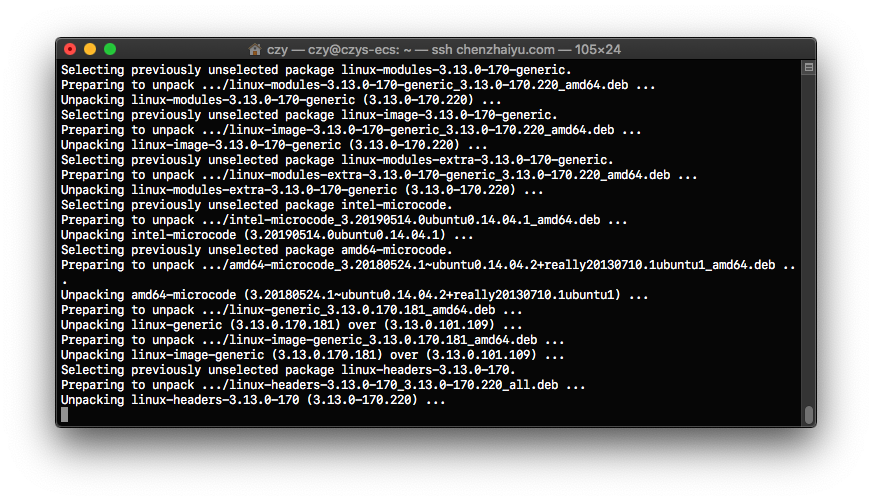 czy — czy@czys-ecs: ~ — ssh chenzhaiyu.com — 105×24
Selecting previously unselected package linux-modules-3.13.0-170-generic.
Preparing to unpack .../linux-modules-3.13.0-170-generic_3.13.0-170.220_amd64.deb ...
Unpacking linux-modules-3.13.0-170-generic (3.13.0-170.220) ...
Selecting previously unselected package linux-image-3.13.0-170-generic.
Preparing to unpack .../linux-image-3.13.0-170-generic_3.13.0-170.220_amd64.deb ...
Unpacking linux-image-3.13.0-170-generic (3.13.0-170.220) ...
Selecting previously unselected package linux-modules-extra-3.13.0-170-generic.
Preparing to unpack .../linux-modules-extra-3.13.0-170-generic_3.13.0-170.220_amd64.deb ...
Unpacking linux-modules-extra-3.13.0-170-generic (3.13.0-170.220) ...
Selecting previously unselected package intel-microcode.
Preparing to unpack .../intel-microcode_3.20190514.0ubuntu0.14.04.1_amd64.deb ...
Unpacking intel-microcode (3.20190514.0ubuntu0.14.04.1) ...
Selecting previously unselected package amd64-microcode.
Preparing to unpack .../amd64-microcode_3.20180524.1~ubuntu0.14.04.2+really20130710.1ubuntu1_amd64.deb ..
.
Unpacking amd64-microcode (3.20180524.1~ubuntu0.14.04.2+really20130710.1ubuntu1) ...
Preparing to unpack .../linux-generic_3.13.0.170.181_amd64.deb ...
Unpacking linux-generic (3.13.0.170.181) over (3.13.0.101.109) ...
Preparing to unpack .../linux-image-generic_3.13.0.170.181_amd64.deb ...
Unpacking linux-image-generic (3.13.0.170.181) over (3.13.0.101.109) ...
Selecting previously unselected package linux-headers-3.13.0-170.
Preparing to unpack .../linux-headers-3.13.0-170_3.13.0-170.220_all.deb ...
Unpacking linux-headers-3.13.0-170 (3.13.0-170.220) ...